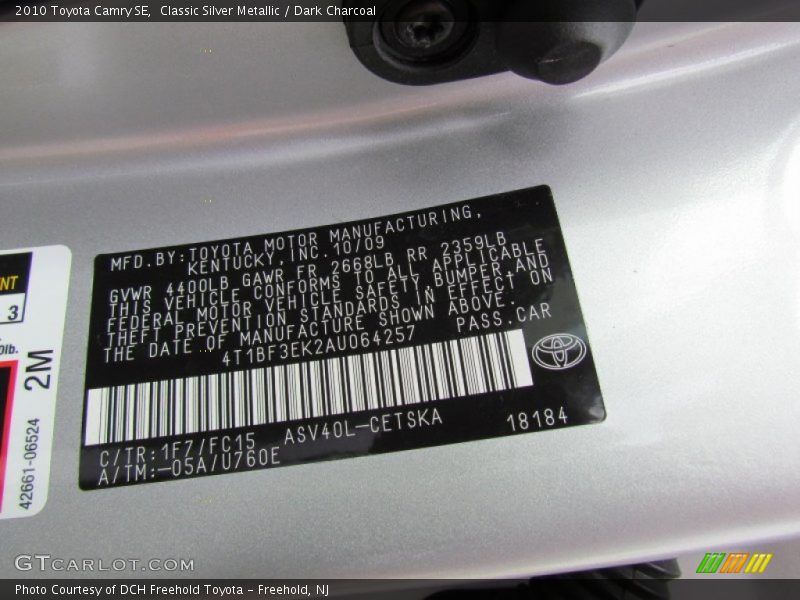 2010 Toyota Camry SE,  Classic Silver Metallic / Dark Charcoal
MFD.BY:TOYOTA MOTOR MANUFACTURING,
KENTUCKY,INC.10/09
GVWR 4400LB GAWR FR 2668LB RR 2359LB
THIS VEHICLE CONFORMS TO ALL APPLICABLE
FEDERAL MOTOR VEHICLE SAFETY,BUMPER,AND
THEFT PREVENTION STANDARDS IN EFFECT ON
THE DATE OF MANUFACTURE SHOWN ABOVE.
4T1BF3EK2AU064257 PASS.CAR
C/TR:1F7/FC15 ASV40L-CETSKA 18184
A/TM:-05A/U760E
3
2M
42661-06524
GTCARLOT.COM
Photo Courtesy of DCH Freehold Toyota - Freehold, NJ